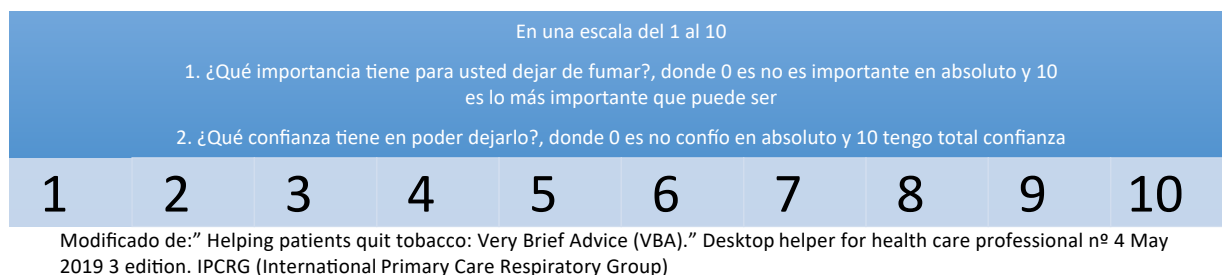 En una escala del 1 al 10
1. ¿Qué importancia tiene para usted dejar de fumar?, donde 0 es no es importante en absoluto y 10
es lo más importante que puede ser
2. ¿Qué confianza tiene en poder dejarlo?, donde 0 es no confío en absoluto y 10 tengo total confianza
1 2 3 4 5 6 7 8 9 10
Modificado de:” Helping patients quit tobacco: Very Brief Advice (VBA).” Desktop helper for health care professional nº 4 May
2019 3 edition. IPCRG (International Primary Care Respiratory Group)